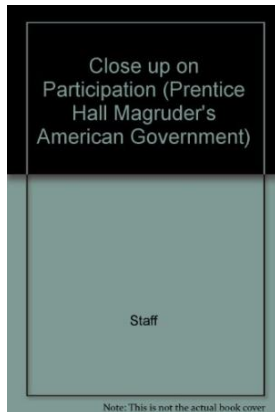 Close up on
Participation (Prentice
Hall Magruder's
American Government)
Staff
Note: This is not the actual book cover